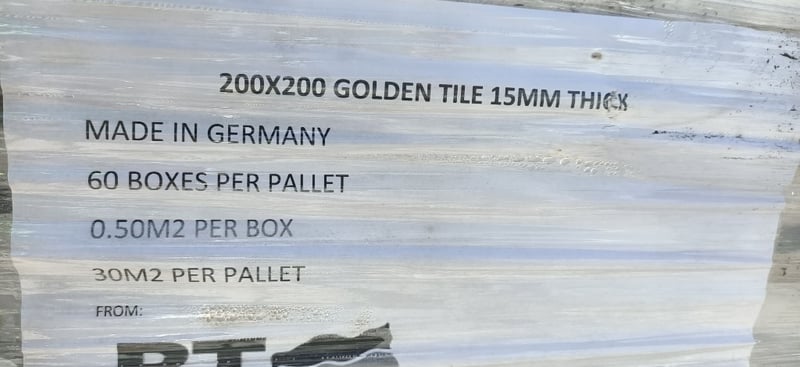 200X200 GOLDEN TILE 15MM THICK
MADE IN GERMANY
60 BOXES PER PALLET
0.50M2 PER BOX
30M2 PER PALLET
FROM: